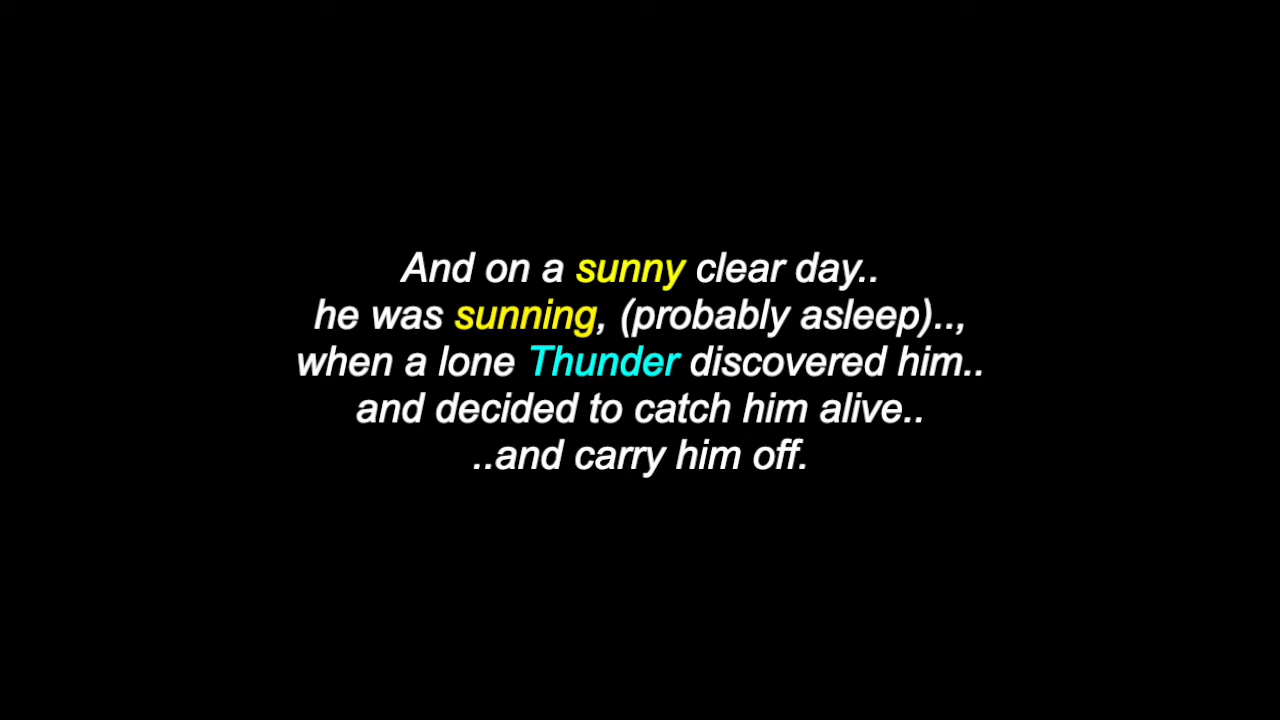 And on a sunny clear day..
he was sunning, (probably asleep)..,
when a lone Thunder discovered him..
and decided to catch him alive..
..and carry him off.